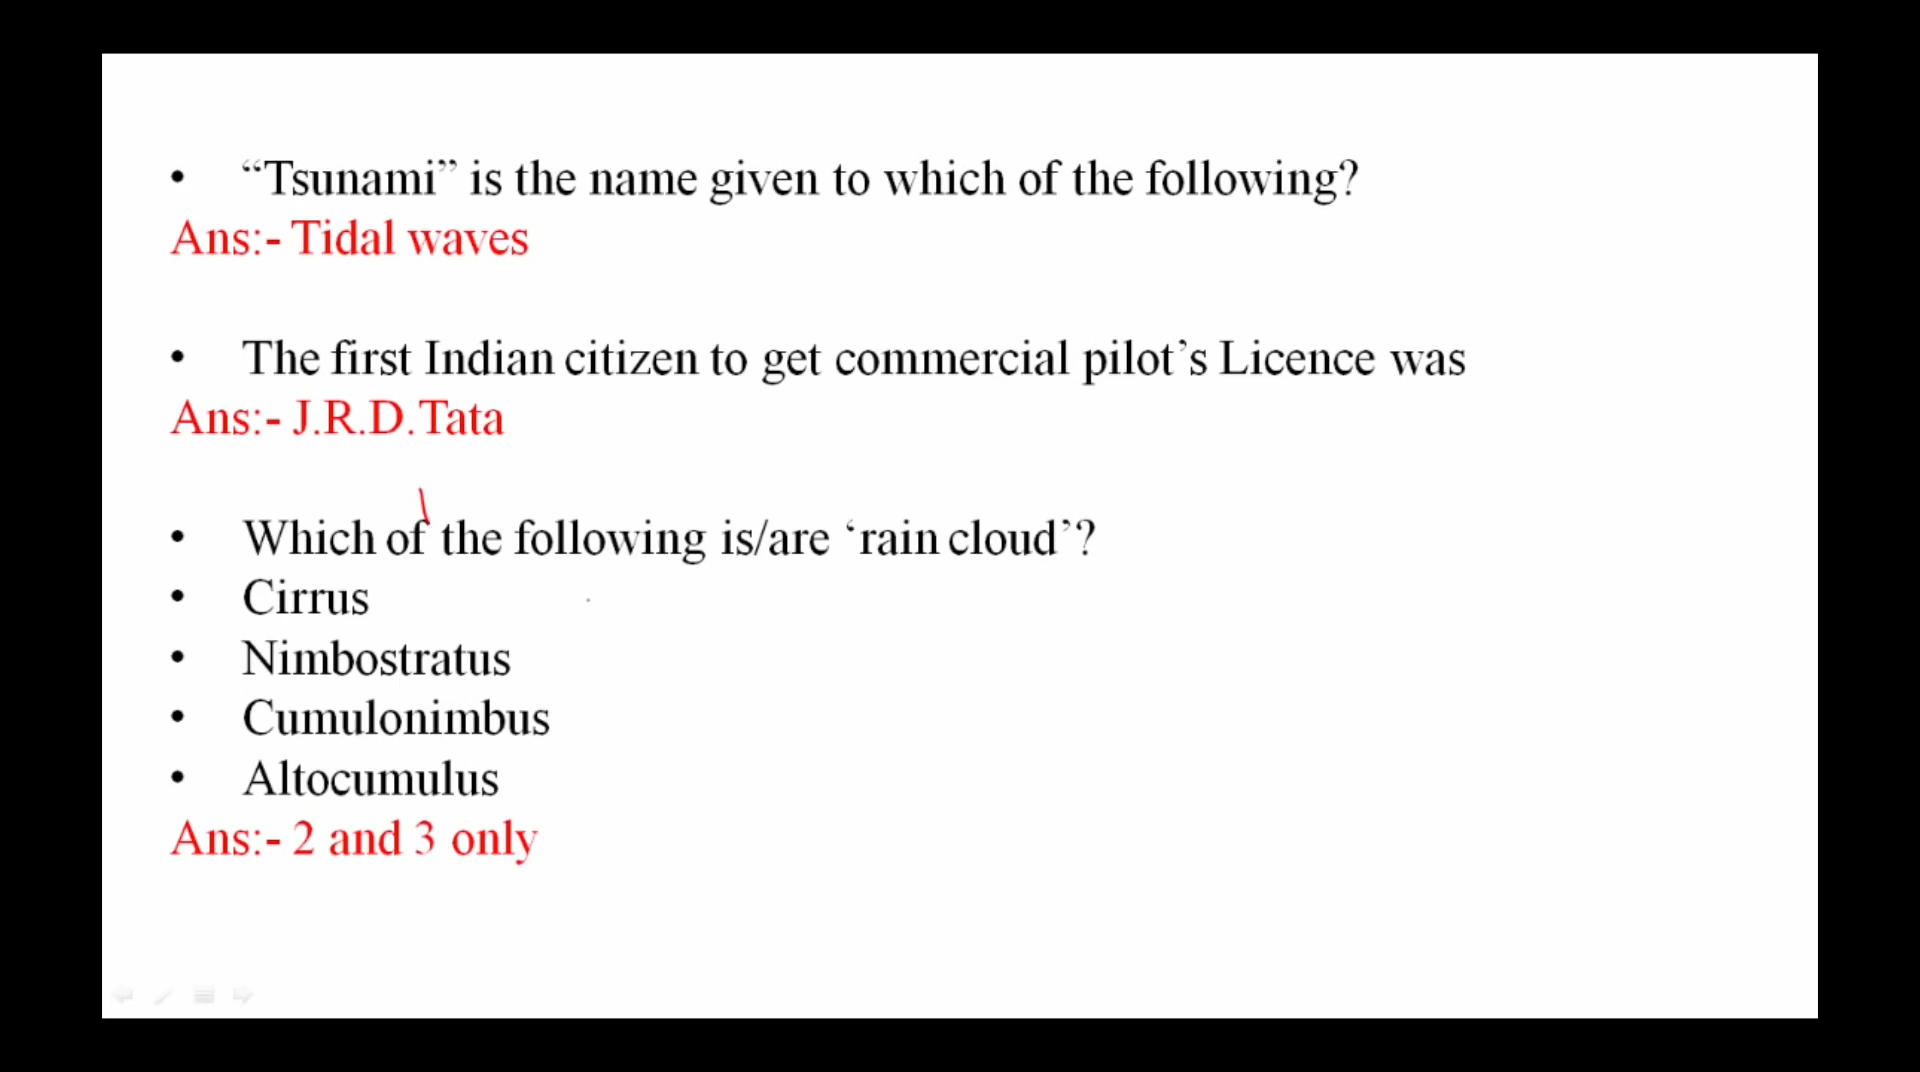 • “Tsunami” is the name given to which of the following?
Ans:- Tidal waves
• The first Indian citizen to get commercial pilot’s Licence was
Ans:- J.R.D.Tata
• Which of the following is/are ‘rain cloud’?
• Cirrus
• Nimbostratus
• Cumulonimbus
• Altocumulus
Ans:- 2 and 3 only